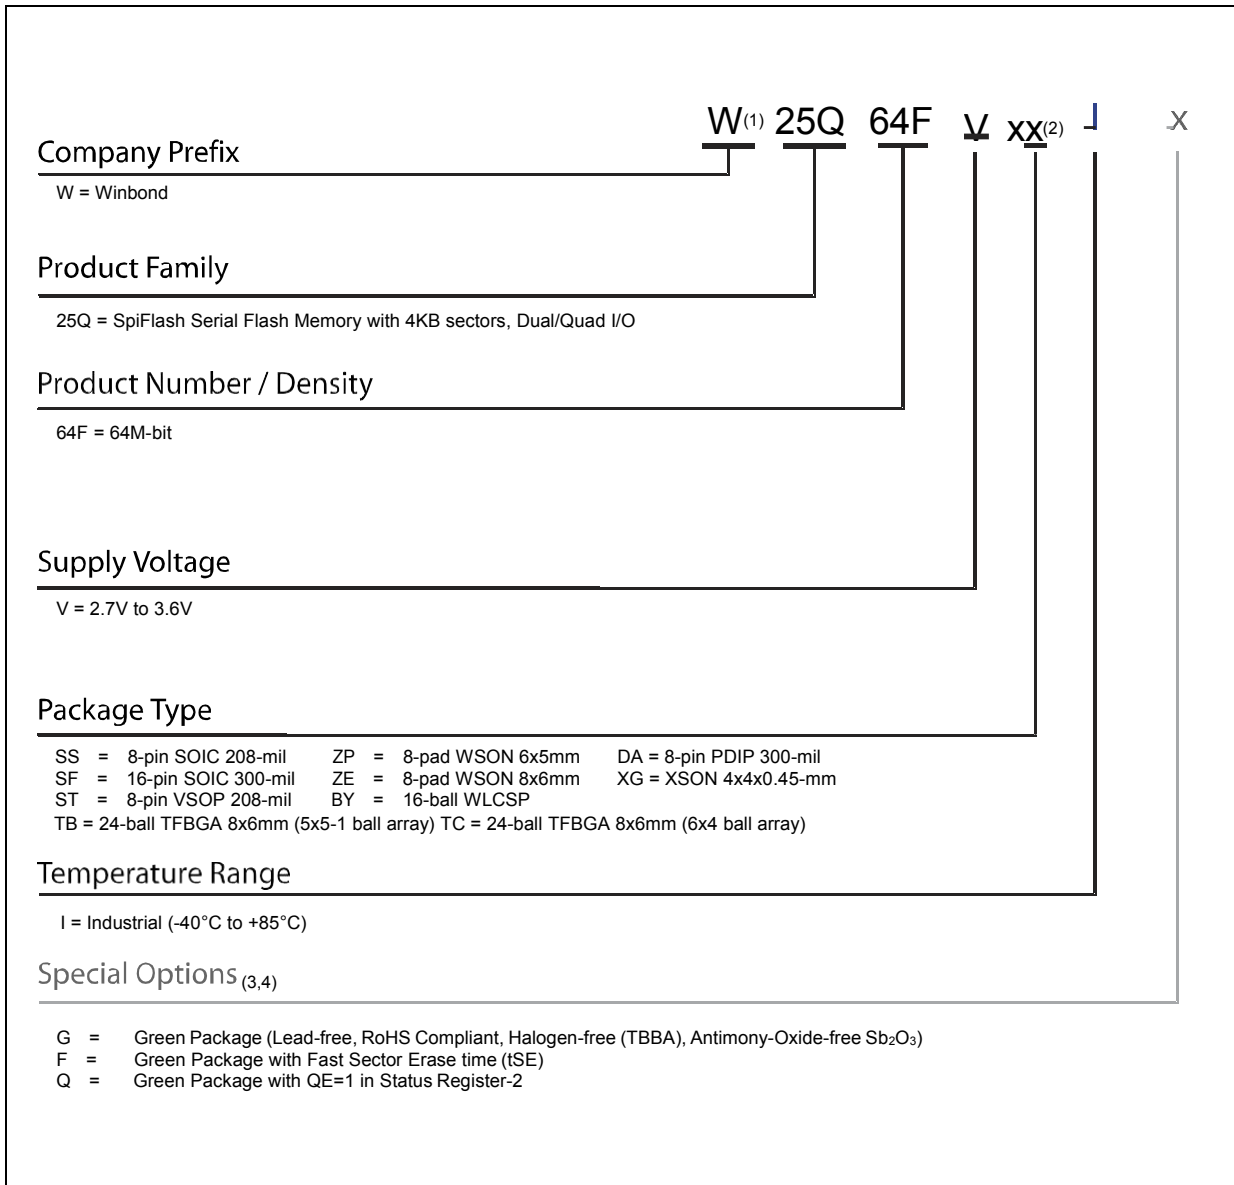 W(1) 25Q 64F V xx(2) I x
Company Prefix
W = Winbond
Product Family
25Q = SpiFlash Serial Flash Memory with 4KB sectors, Dual/Quad I/O
Product Number / Density
64F = 64M-bit
Supply Voltage
V = 2.7V to 3.6V
Package Type
SS = 8-pin SOIC 208-mil ZP = 8-pad WSON 6x5mm DA = 8-pin PDIP 300-mil
SF = 16-pin SOIC 300-mil ZE = 8-pad WSON 8x6mm XG = XSON 4x4x0.45-mm
ST = 8-pin VSOP 208-mil BY = 16-ball WLCSP
TB = 24-ball TFBGA 8x6mm (5x5-1 ball array) TC = 24-ball TFBGA 8x6mm (6x4 ball array)
Temperature Range
I = Industrial (-40°C to +85°C)
Special Options (3,4)
G = Green Package (Lead-free, RoHS Compliant, Halogen-free (TBBA), Antimony-Oxide-free Sb₂O₃)
F = Green Package with Fast Sector Erase time (tSE)
Q = Green Package with QE=1 in Status Register-2